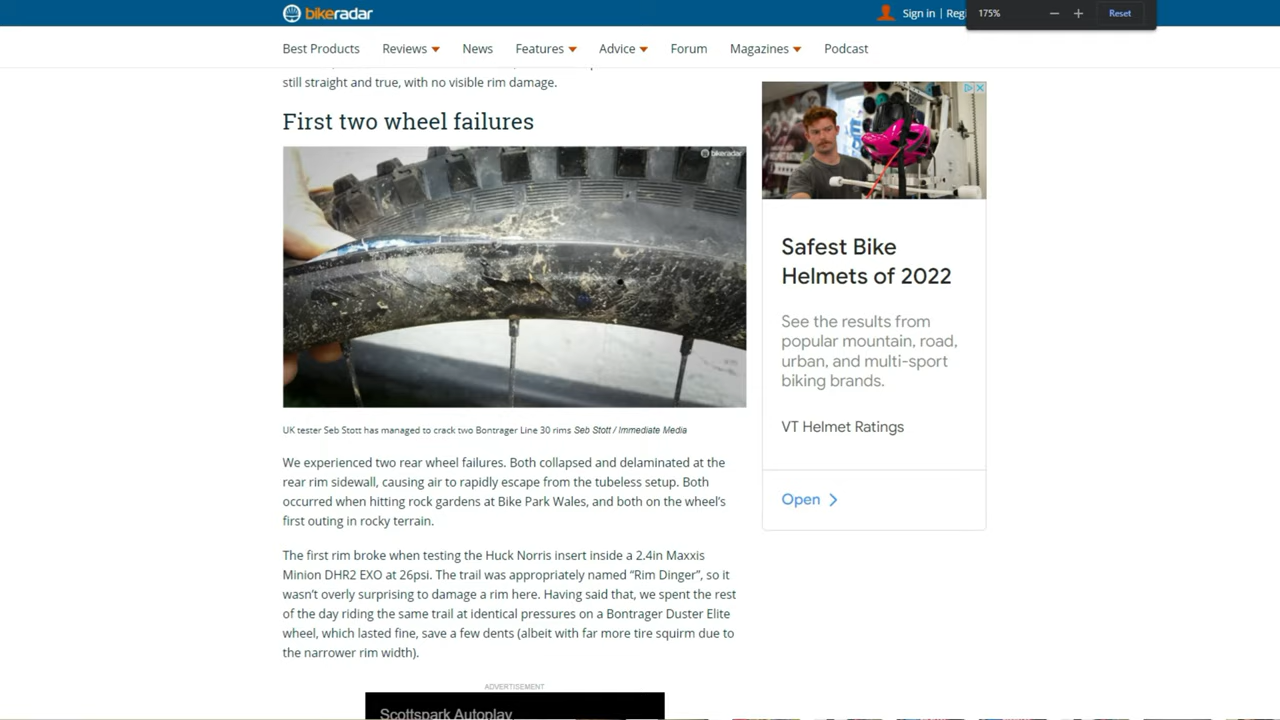 bikeradar
Sign in | Regi
175%
Reset
Best Products
Reviews
News
Features
Advice
Forum
Magazines
Podcast
still straight and true, with no visible rim damage.
First two wheel failures
bikeradar
UK tester Seb Stott has managed to crack two Bontrager Line 30 rims Seb Stott / Immediate Media
We experienced two rear wheel failures. Both collapsed and delaminated at the
rear rim sidewall, causing air to rapidly escape from the tubeless setup. Both
occurred when hitting rock gardens at Bike Park Wales, and both on the wheel's
first outing in rocky terrain.
The first rim broke when testing the Huck Norris insert inside a 2.4in Maxxis
Minion DHR2 EXO at 26psi. The trail was appropriately named “Rim Dinger”, so it
wasn't overly surprising to damage a rim here. Having said that, we spent the rest
of the day riding the same trail at identical pressures on a Bontrager Duster Elite
wheel, which lasted fine, save a few dents (albeit with far more tire squirm due to
the narrower rim width).
ADVERTISEMENT
Scottspark Autoplay
Safest Bike
Helmets of 2022
See the results from
popular mountain, road,
urban, and multi-sport
biking brands.
VT Helmet Ratings
Open